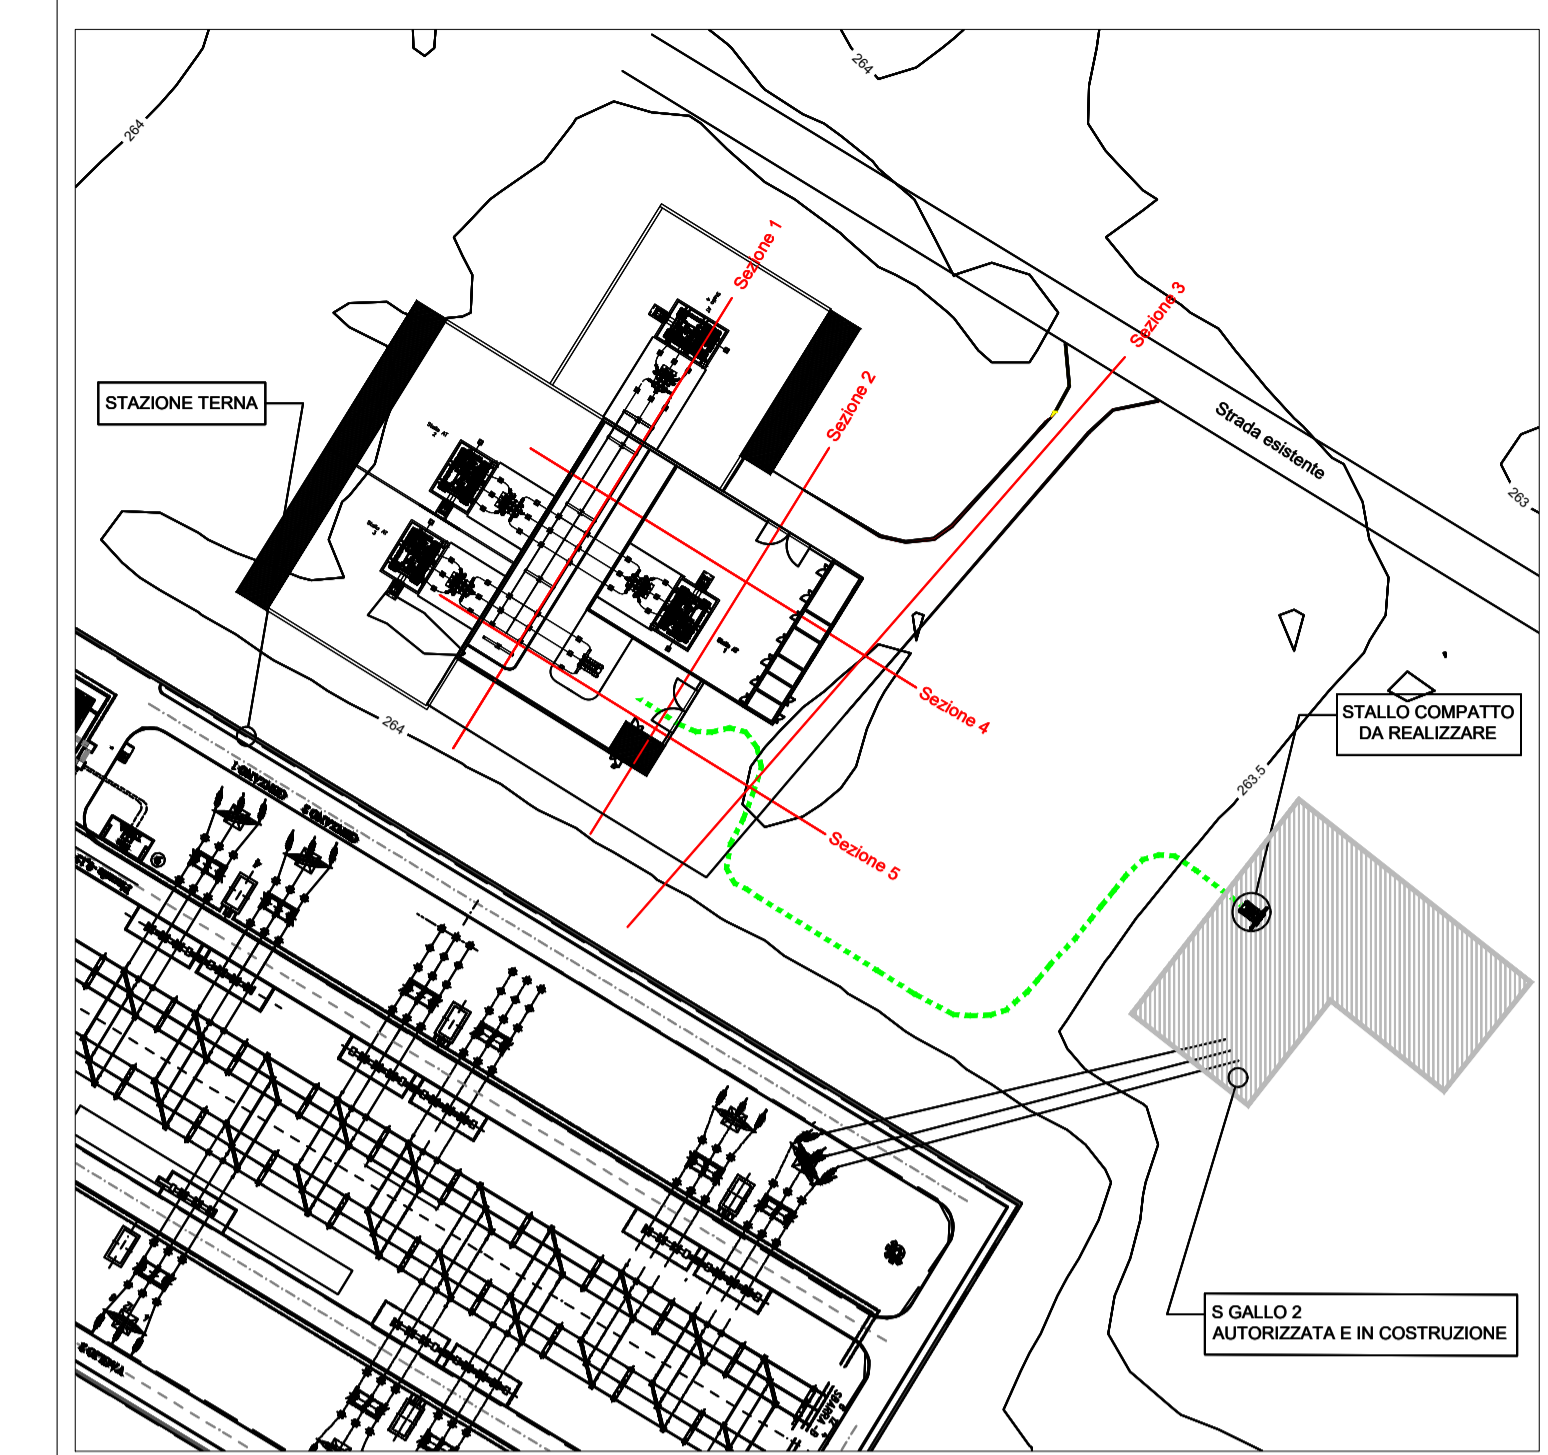 264
264
Sezione 1
Sezione 3
Sezione 2
STAZIONE TERNA
Strada esistente
263
Sezione 4
264
STALLO COMPATTO
DA REALIZZARE
263.5
Sezione 5
S GALLO 2
AUTORIZZATA E IN COSTRUZIONE